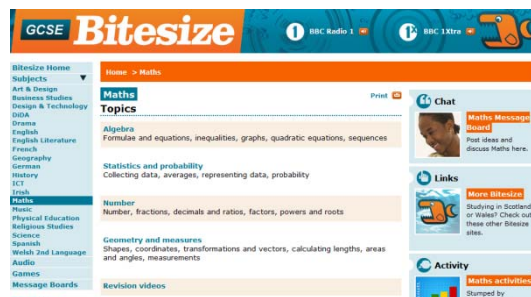 GCSE Bitesize
1 BBC Radio 1
1X BBC 1Xtra
Bitesize Home
Subjects
Art & Design
Business Studies
Design & Technology
DiDA
Drama
English
English Literature
French
Geography
German
History
ICT
Irish
Maths
Music
Physical Education
Religious Studies
Science
Spanish
Welsh 2nd Language
Audio
Games
Message Boards
Home > Maths
Maths
Print
Topics
Algebra
Formulae and equations, inequalities, graphs, quadratic equations, sequences
Statistics and probability
Collecting data, averages, representing data, probability
Number
Number, fractions, decimals and ratios, factors, powers and roots
Geometry and measures
Shapes, coordinates, transformations and vectors, calculating lengths, areas
and angles, measurements
Revision videos
Chat
Maths Message
Board
Post ideas and
discuss Maths here.
Links
More Bitesize
Studying in Scotland
or Wales? Check out
these other Bitesize
sites.
Activity
Maths activities
Stumped by